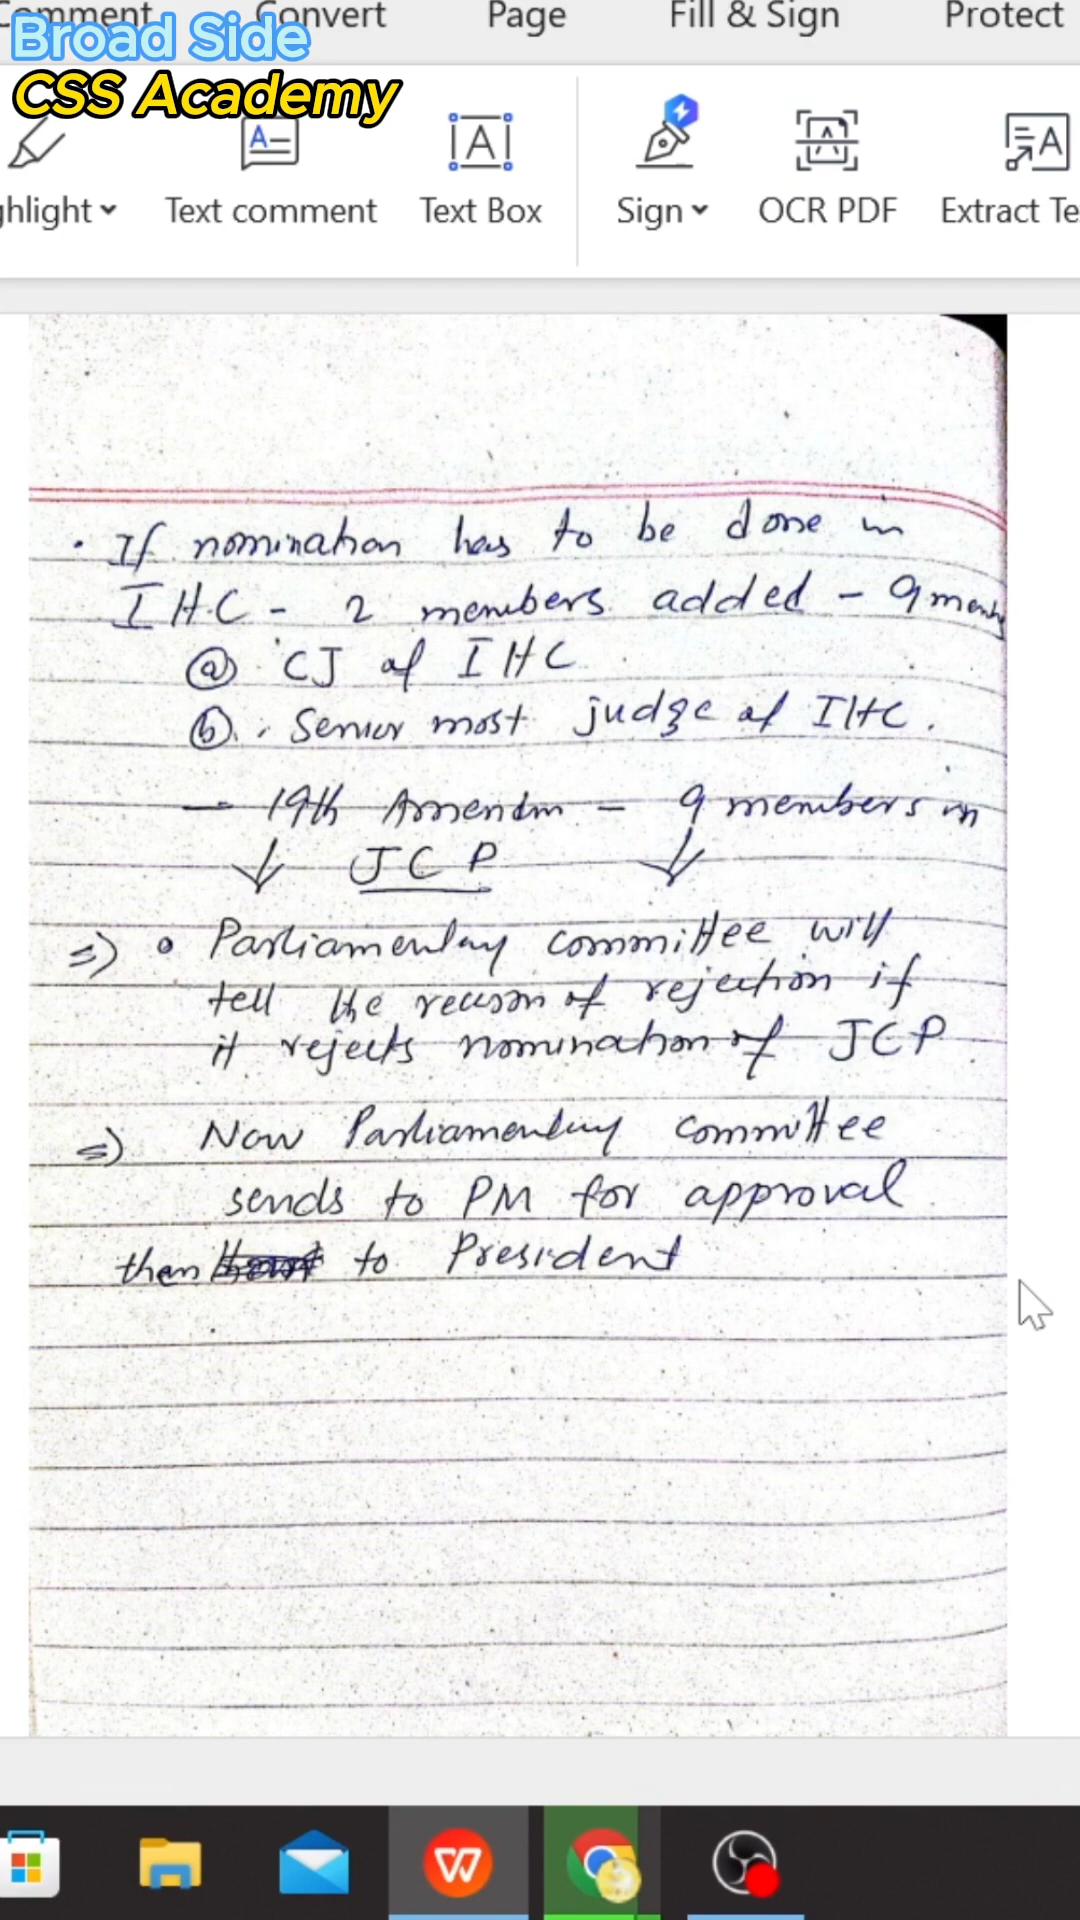 Comment Convert Page Fill & Sign Protect
Broad Side
CSS Academy
ghlight Text comment Text Box Sign OCR PDF Extract Te
• If nomination has to be done in
IHC - 2 members added - 9 memb
(a) CJ of IHC
(b) Senior most judge of IHC.
— 19th Amendm — 9 members in
JCP
=> • Parliamentary committee will
tell the reason of rejection if
it rejects nomination of JCP
=> Now Parliamentary committee
sends to PM for approval
then to President